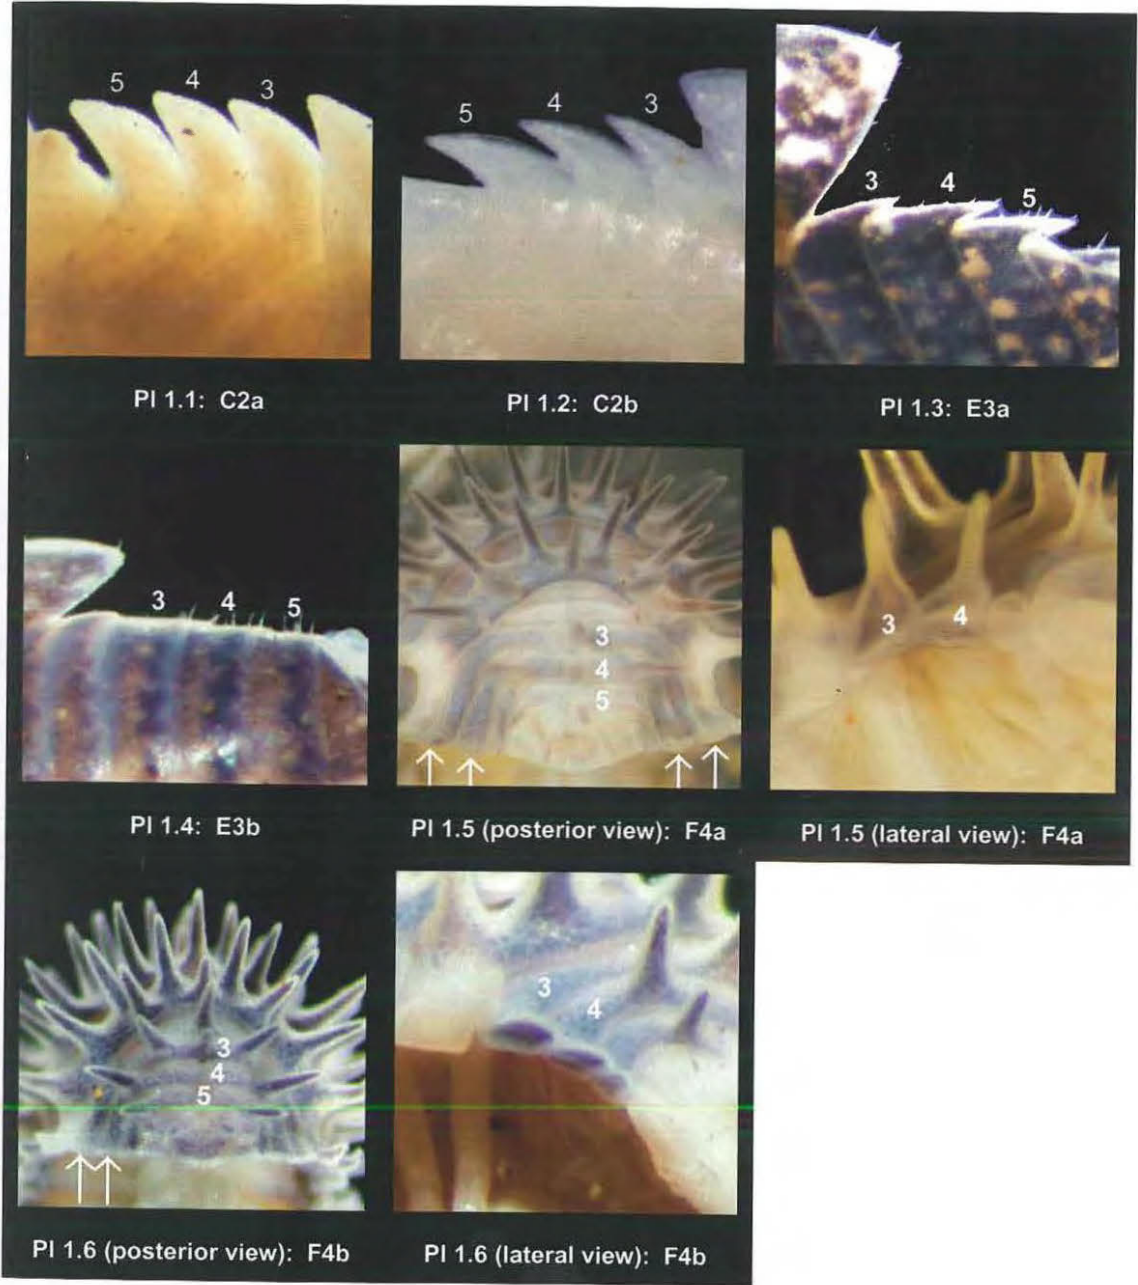 5 4 3
5 4 3
3 4 5
Pl 1.1: C2a
Pl 1.2: C2b
Pl 1.3: E3a
3 4 5
3
4
5
3 4
Pl 1.4: E3b
Pl 1.5 (posterior view): F4a
Pl 1.5 (lateral view): F4a
3
4
5
3 4
Pl 1.6 (posterior view): F4b
Pl 1.6 (lateral view): F4b